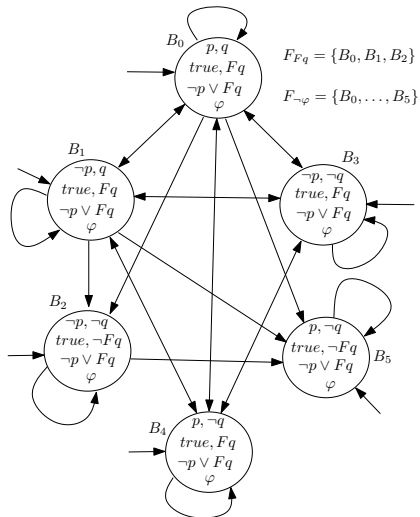 B₀
p, q
true, Fq
¬p ∨ Fq
φ
F_{Fq} = {B₀, B₁, B₂}
F_{¬φ} = {B₀, . . . , B₅}
B₁
¬p, q
true, Fq
¬p ∨ Fq
φ
B₃
¬p, ¬q
true, Fq
¬p ∨ Fq
φ
B₂
¬p, ¬q
true, ¬Fq
¬p ∨ Fq
φ
p, ¬q
true, ¬Fq
¬p ∨ Fq
φ
B₅
B₄
p, ¬q
true, Fq
¬p ∨ Fq
φ